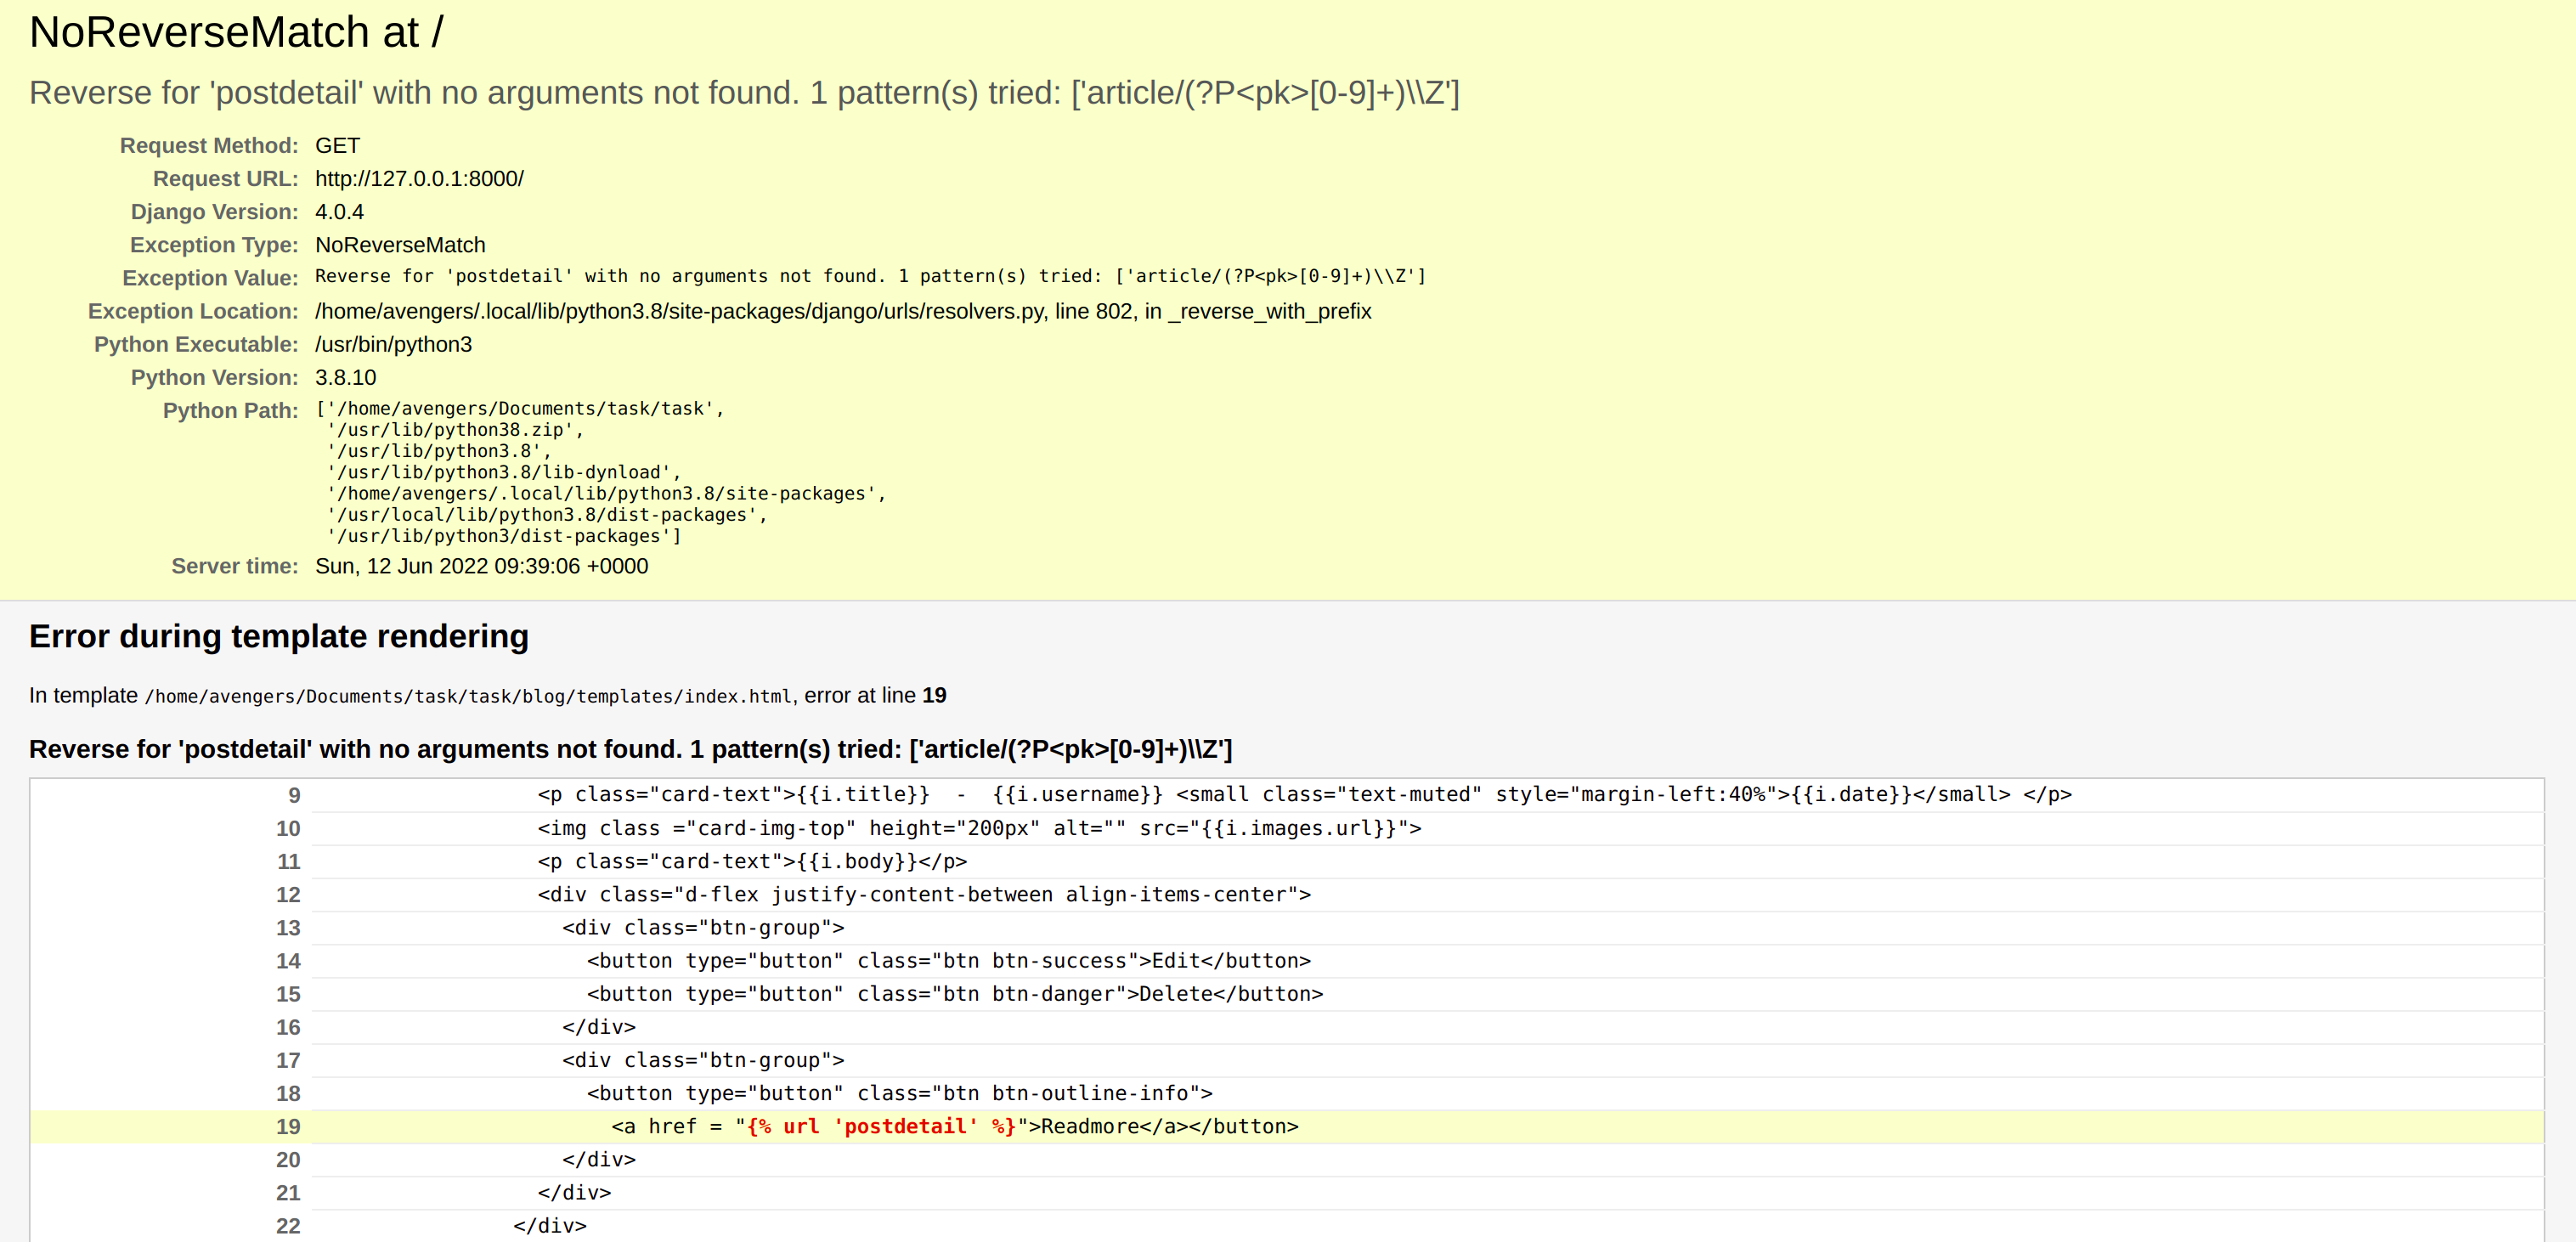 NoReverseMatch at /
Reverse for 'postdetail' with no arguments not found. 1 pattern(s) tried: ['article/(?P<pk>[0-9]+)\\Z']
Request Method: GET
Request URL: http://127.0.0.1:8000/
Django Version: 4.0.4
Exception Type: NoReverseMatch
Exception Value: Reverse for 'postdetail' with no arguments not found. 1 pattern(s) tried: ['article/(?P<pk>[0-9]+)\\Z']
Exception Location: /home/avengers/.local/lib/python3.8/site-packages/django/urls/resolvers.py, line 802, in _reverse_with_prefix
Python Executable: /usr/bin/python3
Python Version: 3.8.10
Python Path: ['/home/avengers/Documents/task/task',
'/usr/lib/python38.zip',
'/usr/lib/python3.8',
'/usr/lib/python3.8/lib-dynload',
'/home/avengers/.local/lib/python3.8/site-packages',
'/usr/local/lib/python3.8/dist-packages',
'/usr/lib/python3/dist-packages']
Server time: Sun, 12 Jun 2022 09:39:06 +0000
Error during template rendering
In template /home/avengers/Documents/task/task/blog/templates/index.html, error at line 19
Reverse for 'postdetail' with no arguments not found. 1 pattern(s) tried: ['article/(?P<pk>[0-9]+)\\Z']
9 <p class="card-text">{{i.title}}  -  {{i.username}} <small class="text-muted" style="margin-left:40%">{{i.date}}</small> </p>
10 <img class ="card-img-top" height="200px" alt="" src="{{i.images.url}}">
11 <p class="card-text">{{i.body}}</p>
12 <div class="d-flex justify-content-between align-items-center">
13 <div class="btn-group">
14 <button type="button" class="btn btn-success">Edit</button>
15 <button type="button" class="btn btn-danger">Delete</button>
16 </div>
17 <div class="btn-group">
18 <button type="button" class="btn btn-outline-info">
19 <a href = "{% url 'postdetail' %}">Readmore</a></button>
20 </div>
21 </div>
22 </div>